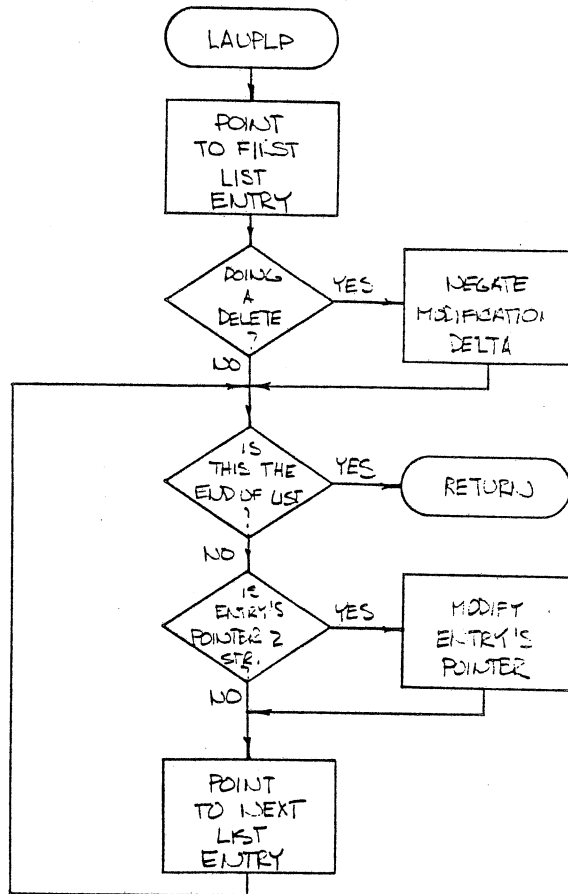 LAUPLP
POINT
TO FIRST
LIST
ENTRY
DOING
A
DELETE
?
YES
NEGATE
MODIFICATION
DELTA
NO
IS
THIS THE
END OF LIST
?
YES
RETURN
NO
IS
ENTRY'S
POINTER ≥
STR.
?
YES
MODIFY
ENTRY'S
POINTER
NO
POINT
TO NEXT
LIST
ENTRY